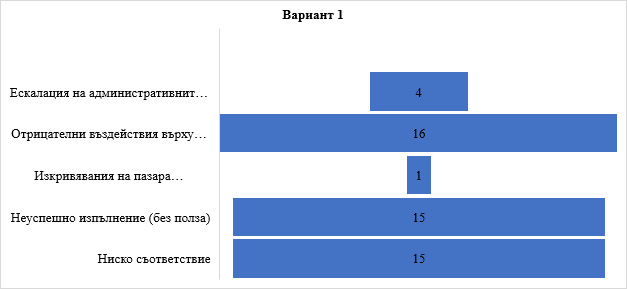 Вариант 1
Ескалация на административнит… 4
Отрицателни въздействия върху… 16
Изкривявания на пазара… 1
Неуспешно изпълнение (без полза) 15
Ниско съответствие 15